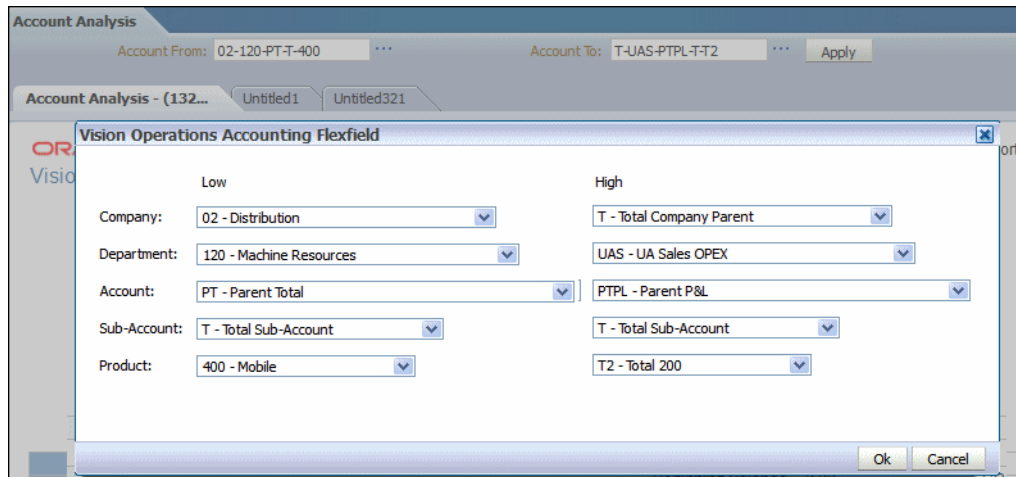 Account Analysis
Account From: 02-120-PT-T-400 ... Account To: T-UAS-PTPL-T-T2 ... Apply
Account Analysis - (132... Untitled1 Untitled321
Vision Operations Accounting Flexfield
Low High
Company: 02 - Distribution T - Total Company Parent
Department: 120 - Machine Resources UAS - UA Sales OPEX
Account: PT - Parent Total PTPL - Parent P&L
Sub-Account: T - Total Sub-Account T - Total Sub-Account
Product: 400 - Mobile T2 - Total 200
Ok Cancel